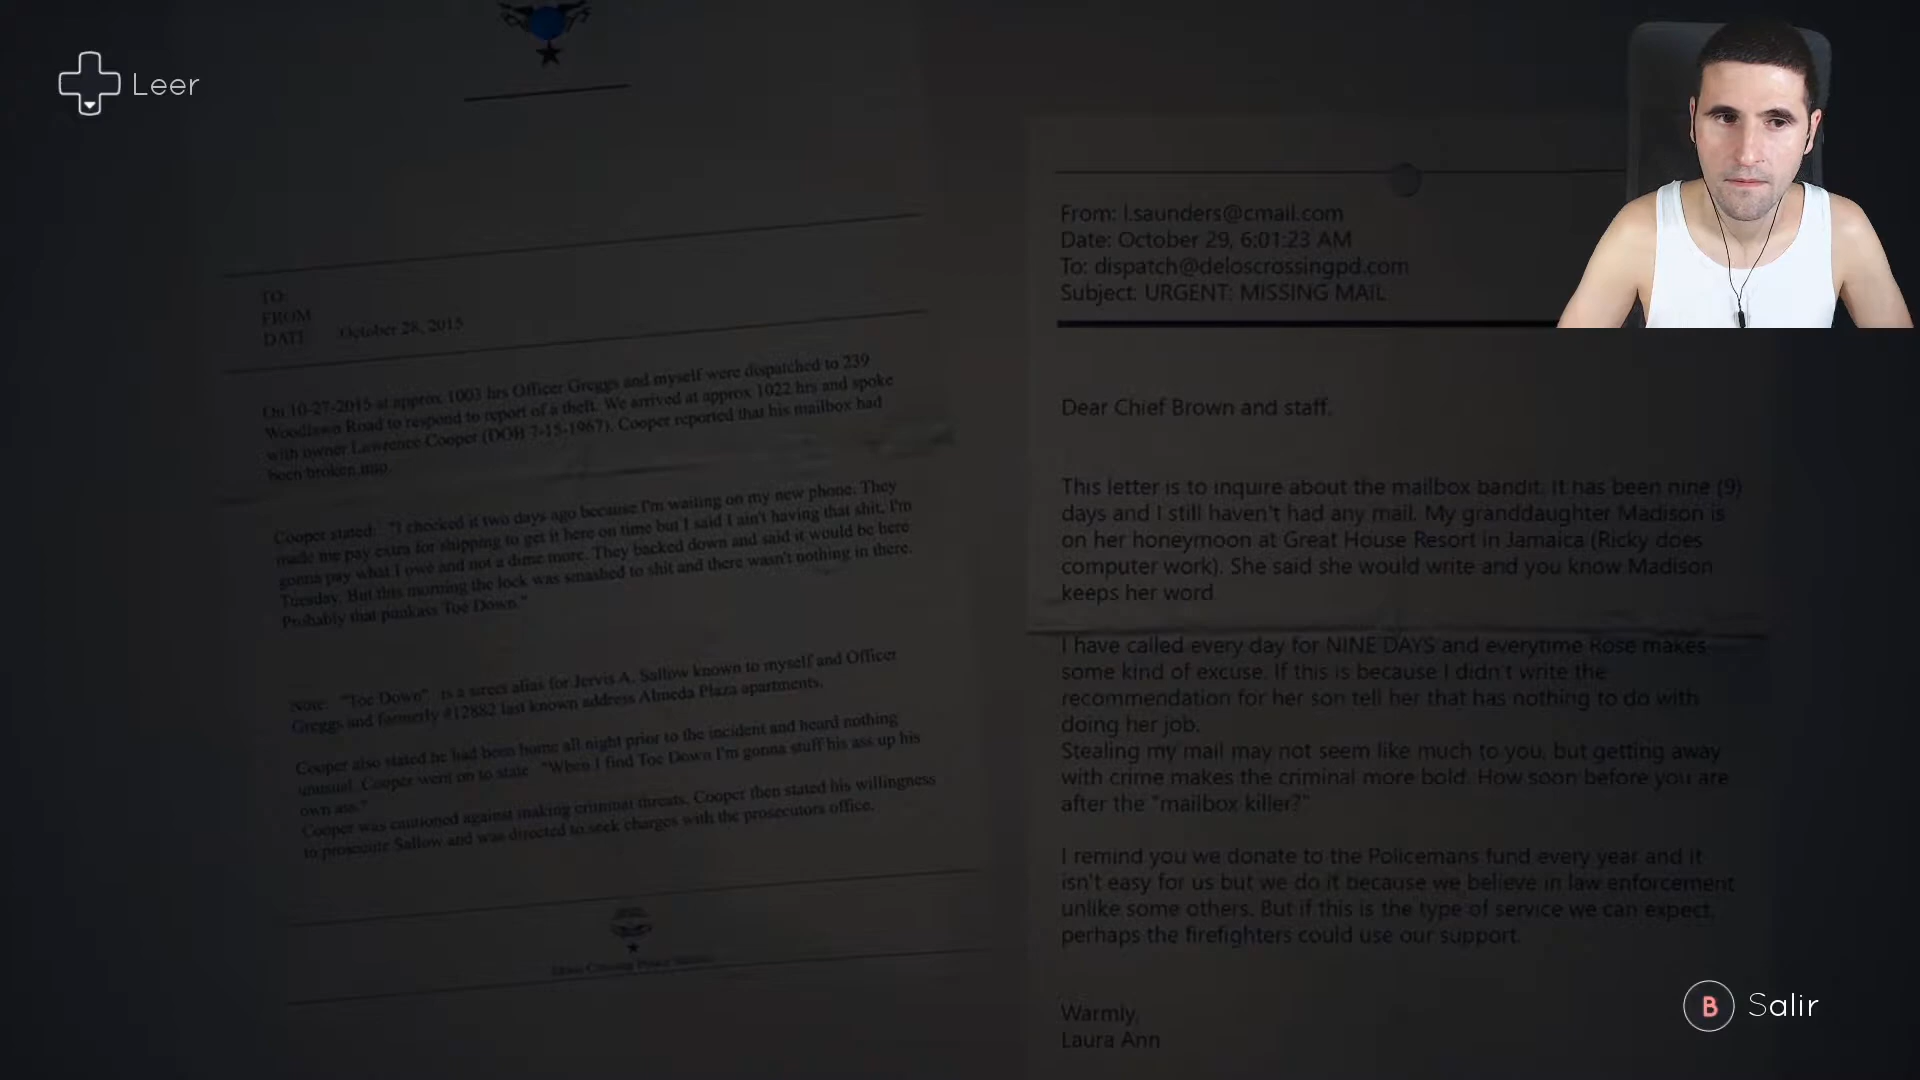 Leer
TO:
FROM
DATE October 28, 2015
On 10-27-2015 at approx 1003 hrs Officer Greggs and myself were dispatched to 239
Woodlawn Road to respond to report of a theft. We arrived at approx 1022 hrs and spoke
with owner Lawrence Cooper (DOB 7-15-1967). Cooper reported that his mailbox had
been broken into.
Cooper stated: "I checked it two days ago because I'm waiting on my new phone. They
made me pay extra for shipping to get it here on time but I said I ain't having that shit. I'm
gonna pay what I owe and not a dime more. They backed down and said it would be here
Tuesday. But this morning the lock was smashed to shit and there wasn't nothing in there.
Probably that punkass Toe Down."
Note: "Toe Down" is a street alias for Jervis A. Sallow known to myself and Officer
Greggs and formerly #12882 last known address Almeda Plaza apartments.
Cooper also stated he had been home all night prior to the incident and heard nothing
unusual. Cooper went on to state "When I find Toe Down I'm gonna stuff his ass up his
own ass."
Cooper was cautioned against making criminal threats. Cooper then stated his willingness
to prosecute Sallow and was directed to seek charges with the prosecutors office.
From: l.saunders@cmail.com
Date: October 29, 6:01:23 AM
To: dispatch@deloscrossingpd.com
Subject: URGENT: MISSING MAIL
Dear Chief Brown and staff,
This letter is to inquire about the mailbox bandit. It has been nine (9)
days and I still haven't had any mail. My granddaughter Madison is
on her honeymoon at Great House Resort in Jamaica (Ricky does
computer work). She said she would write and you know Madison
keeps her word
I have called every day for NINE DAYS and everytime Rose makes
some kind of excuse. If this is because I didn't write the
recommendation for her son tell her that has nothing to do with
doing her job.
Stealing my mail may not seem like much to you, but getting away
with crime makes the criminal more bold. How soon before you are
after the "mailbox killer?"
I remind you we donate to the Policemans fund every year and it
isn't easy for us but we do it because we believe in law enforcement
unlike some others. But if this is the type of service we can expect,
perhaps the firefighters could use our support.
Warmly,
Laura Ann
B Salir